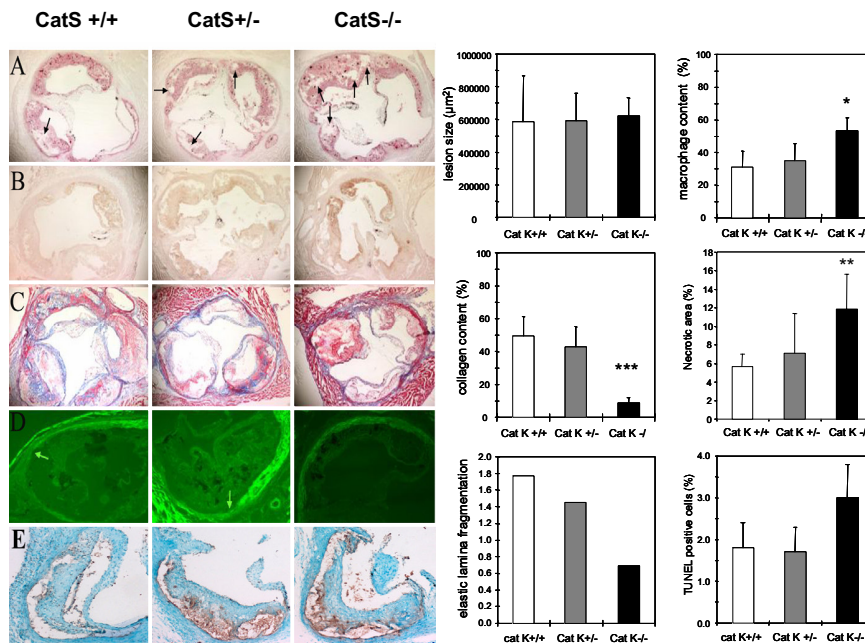 CatS +/+ CatS+/- CatS-/-
A
B
C
D
E
lesion size (µm²)
1000000
800000
600000
400000
200000
0
Cat K+/+ Cat K+/- Cat K-/-
macrophage content (%)
100
80
60
40
20
0
*
Cat K +/+ Cat K +/- Cat K -/
collagen content (%)
100
80
60
40
20
0
***
Cat K +/+ Cat K +/- Cat K -/
Necrotic area (%)
18
16
14
12
10
8
6
4
2
0
**
Cat K +/+ Cat K +/- Cat K -/
elastic lamina fragmentation
2.0
1.8
1.6
1.4
1.2
1.0
0.8
0.6
0.4
0.2
0.0
cat K+/+ Cat K+/- Cat K-/-
TUNEL positive cells (%)
4.0
3.0
2.0
1.0
0.0
cat K+/+ Cat K +/- Cat K-/